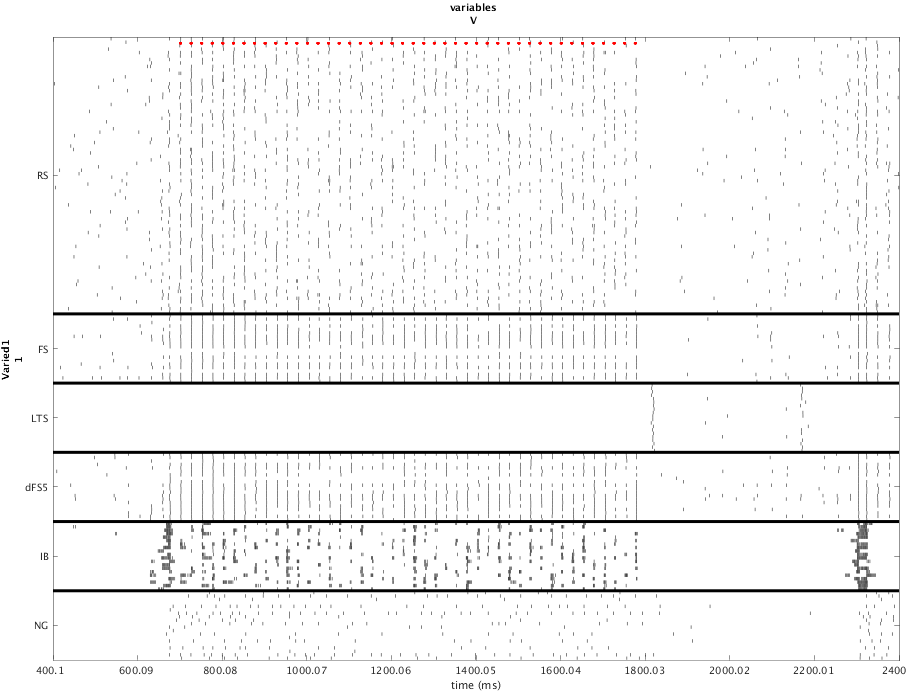 variables
V
RS
FS
LTS
dFS5
IB
NG
Varied1
1
400.1 600.09 800.08 1000.07 1200.06 1400.05 1600.04 1800.03 2000.02 2200.01 2400
time (ms)